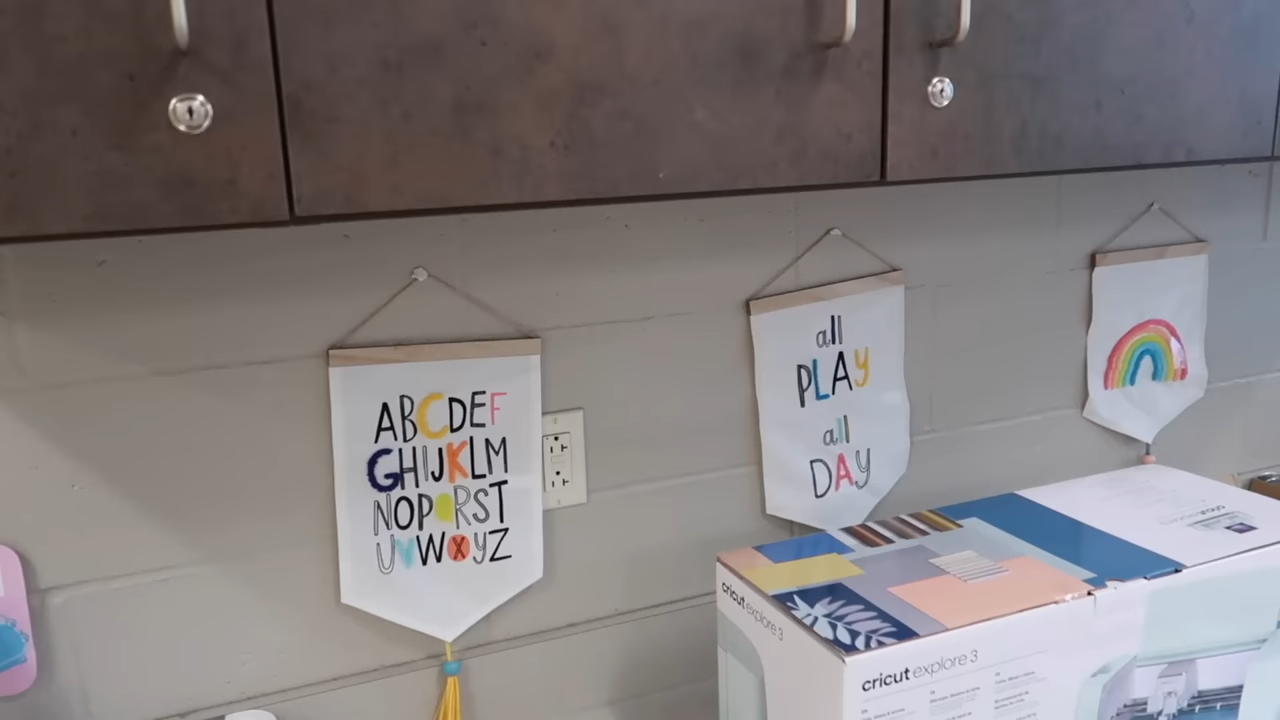 ABCDEF
GHIJKLM
NOPQRST
UVWXYZ
all
PLAY
all
DAY
cricut explore 3
cricut explore 3